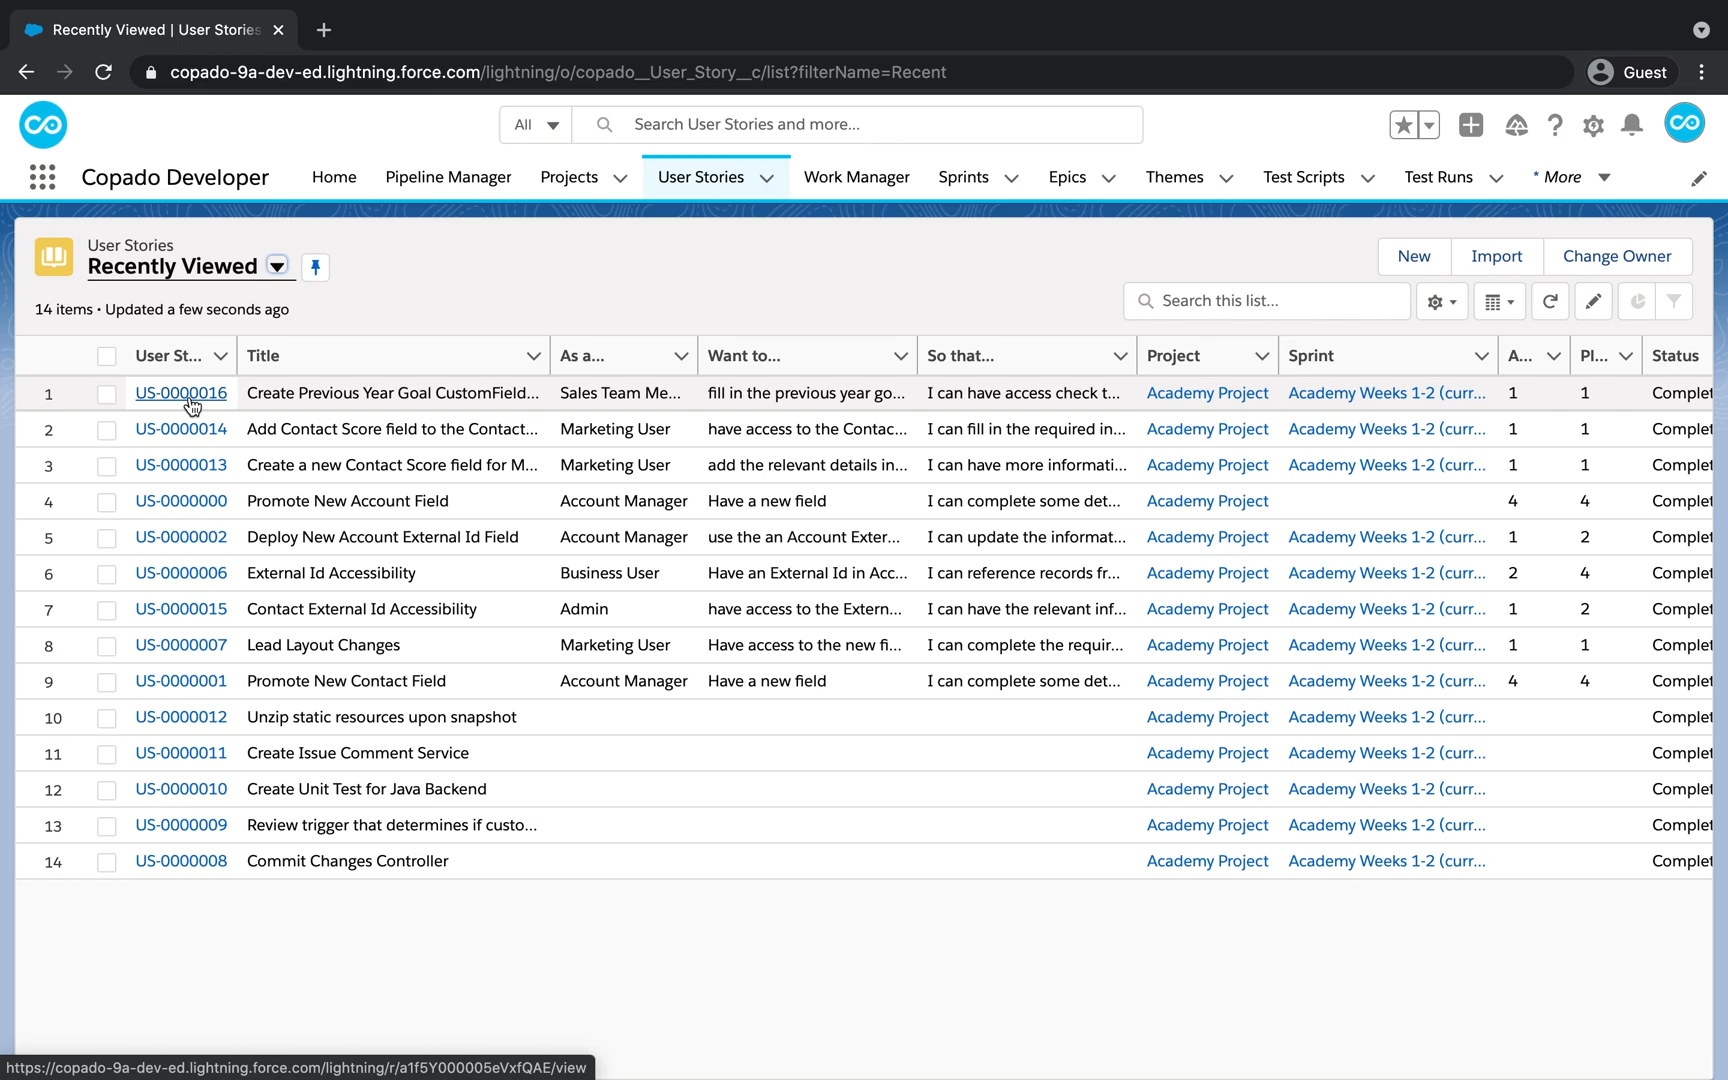 Recently Viewed | User Stories
copado-9a-dev-ed.lightning.force.com/lightning/o/copado__User_Story__c/list?filterName=Recent
Guest
All
Search User Stories and more...
Copado Developer
Home
Pipeline Manager
Projects
User Stories
Work Manager
Sprints
Epics
Themes
Test Scripts
Test Runs
* More
User Stories
Recently Viewed
New
Import
Change Owner
14 items • Updated a few seconds ago
Search this list...
User St... Title As a... Want to... So that... Project Sprint A... Pl... Status
1 US-0000016 Create Previous Year Goal CustomField... Sales Team Me... fill in the previous year go... I can have access check t... Academy Project Academy Weeks 1-2 (curr... 1 1 Complet
2 US-0000014 Add Contact Score field to the Contact... Marketing User have access to the Contac... I can fill in the required in... Academy Project Academy Weeks 1-2 (curr... 1 1 Complet
3 US-0000013 Create a new Contact Score field for M... Marketing User add the relevant details in... I can have more informati... Academy Project Academy Weeks 1-2 (curr... 1 1 Complet
4 US-0000000 Promote New Account Field Account Manager Have a new field I can complete some det... Academy Project 4 4 Complet
5 US-0000002 Deploy New Account External Id Field Account Manager use the an Account Exter... I can update the informat... Academy Project Academy Weeks 1-2 (curr... 1 2 Complet
6 US-0000006 External Id Accessibility Business User Have an External Id in Acc... I can reference records fr... Academy Project Academy Weeks 1-2 (curr... 2 4 Complet
7 US-0000015 Contact External Id Accessibility Admin have access to the Extern... I can have the relevant inf... Academy Project Academy Weeks 1-2 (curr... 1 2 Complet
8 US-0000007 Lead Layout Changes Marketing User Have access to the new fi... I can complete the requir... Academy Project Academy Weeks 1-2 (curr... 1 1 Complet
9 US-0000001 Promote New Contact Field Account Manager Have a new field I can complete some det... Academy Project Academy Weeks 1-2 (curr... 4 4 Complet
10 US-0000012 Unzip static resources upon snapshot Academy Project Academy Weeks 1-2 (curr... Complet
11 US-0000011 Create Issue Comment Service Academy Project Academy Weeks 1-2 (curr... Complet
12 US-0000010 Create Unit Test for Java Backend Academy Project Academy Weeks 1-2 (curr... Complet
13 US-0000009 Review trigger that determines if custo... Academy Project Academy Weeks 1-2 (curr... Complet
14 US-0000008 Commit Changes Controller Academy Project Academy Weeks 1-2 (curr... Complet
https://copado-9a-dev-ed.lightning.force.com/lightning/r/a1f5Y000005eVxfQAE/view